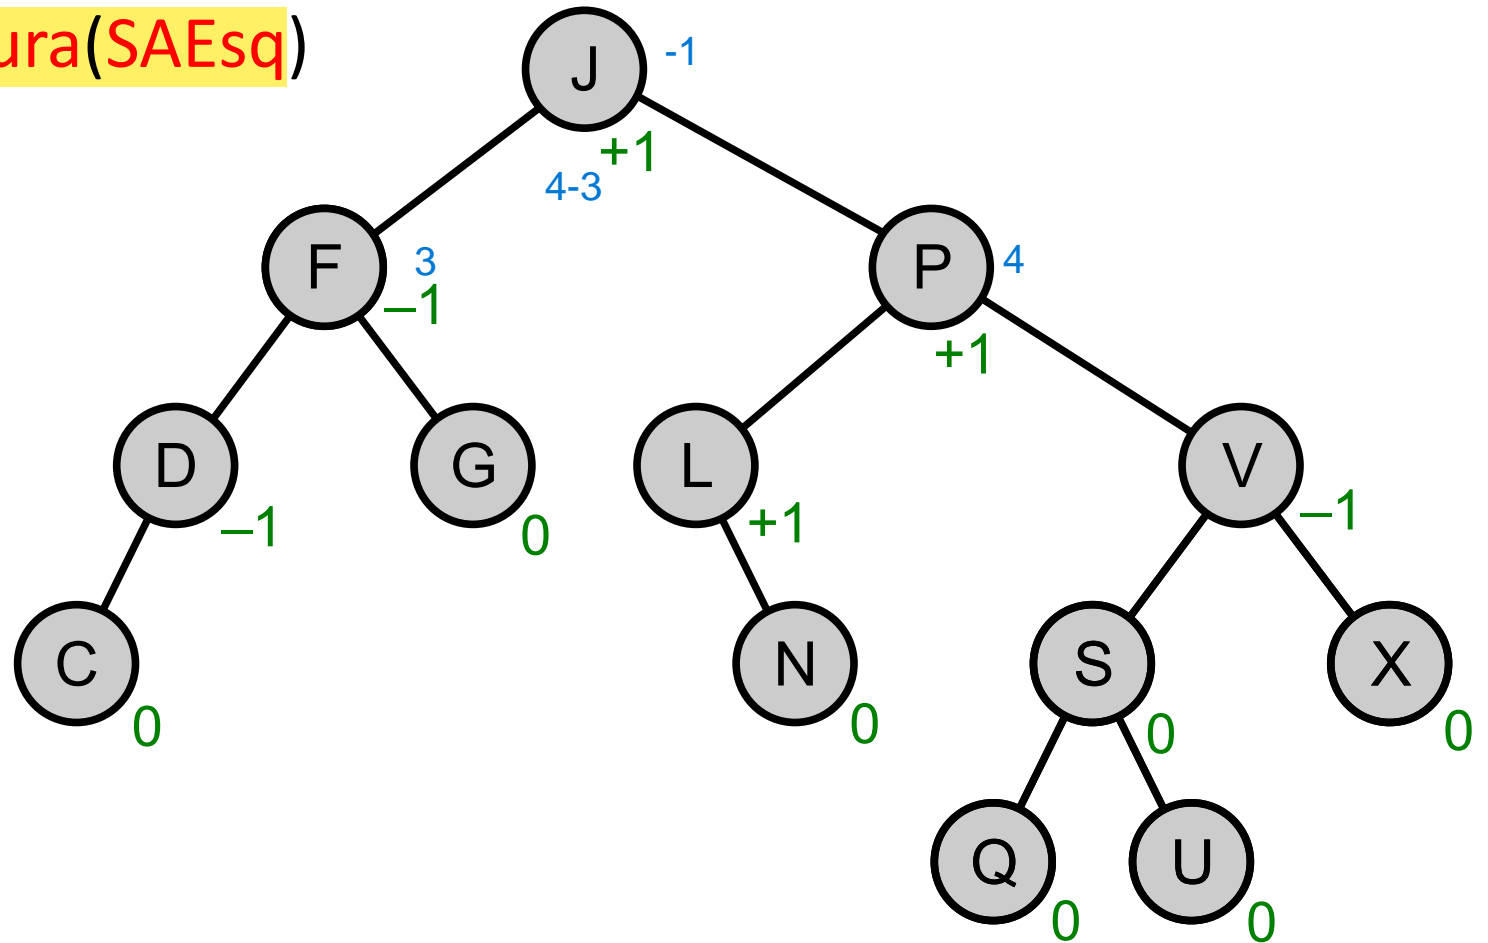 ura(SAEsq)
J -1
+1
4-3
F 3
–1
P 4
+1
D –1
G 0
L +1
V –1
C 0
N 0
S 0
X 0
Q 0
U 0